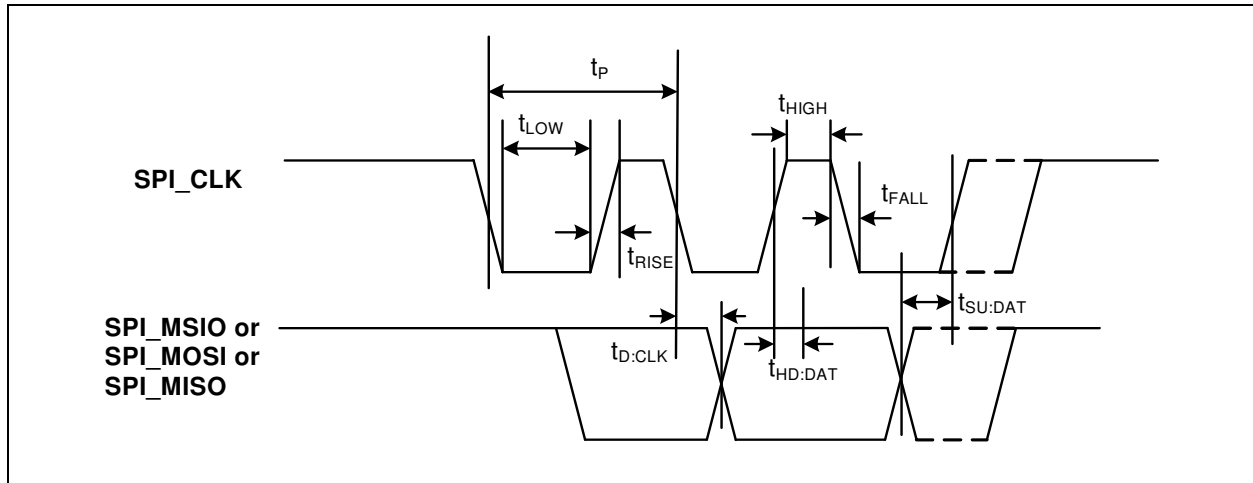 tP
tLOW
tHIGH
SPI_CLK
tFALL
tRISE
tSU:DAT
SPI_MSIO or
SPI_MOSI or
SPI_MISO
tD:CLK
tHD:DAT